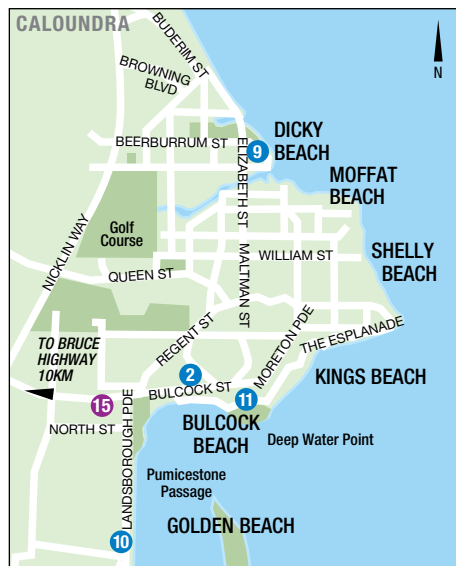 CALOUNDRA
BUDERIM ST
BROWNING
BLVD
N
BEERBURRUM ST
9
DICKY
BEACH
ELIZABETH ST
MOFFAT
BEACH
NICKLIN WAY
Golf
Course
WILLIAM ST
SHELLY
BEACH
QUEEN ST
MALTMAN ST
REGENT ST
MORETON PDE
THE ESPLANADE
TO BRUCE
HIGHWAY
10KM
2
KINGS BEACH
BULCOCK ST
15
11
NORTH ST
LANDSBOROUGH PDE
BULCOCK
BEACH
Deep Water Point
Pumicestone
Passage
GOLDEN BEACH
10